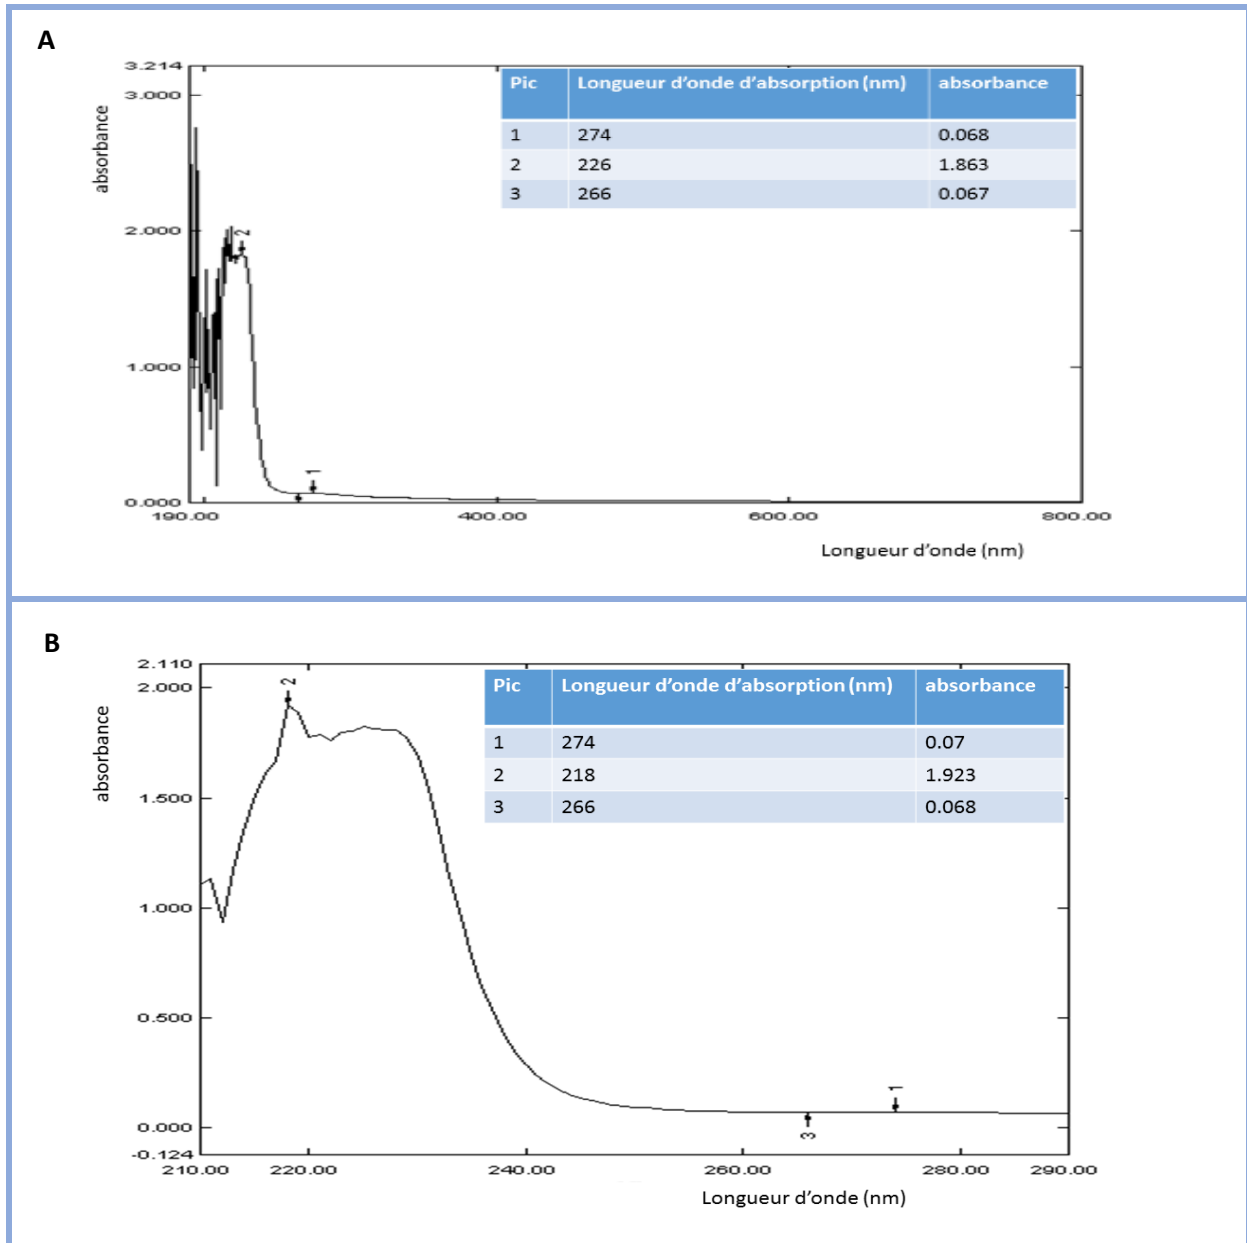 A
3.214
3.000
2.000
1.000
0.000
absorbance
Pic Longueur d'onde d'absorption (nm) absorbance
1 274 0.068
2 226 1.863
3 266 0.067
2
1
190.00 400.00 600.00 800.00
Longueur d'onde (nm)
B
2.110
2.000
1.500
1.000
0.500
0.000
-0.124
absorbance
Pic Longueur d'onde d'absorption (nm) absorbance
1 274 0.07
2 218 1.923
3 266 0.068
2
1
3
210.00 220.00 240.00 260.00 280.00 290.00
Longueur d'onde (nm)